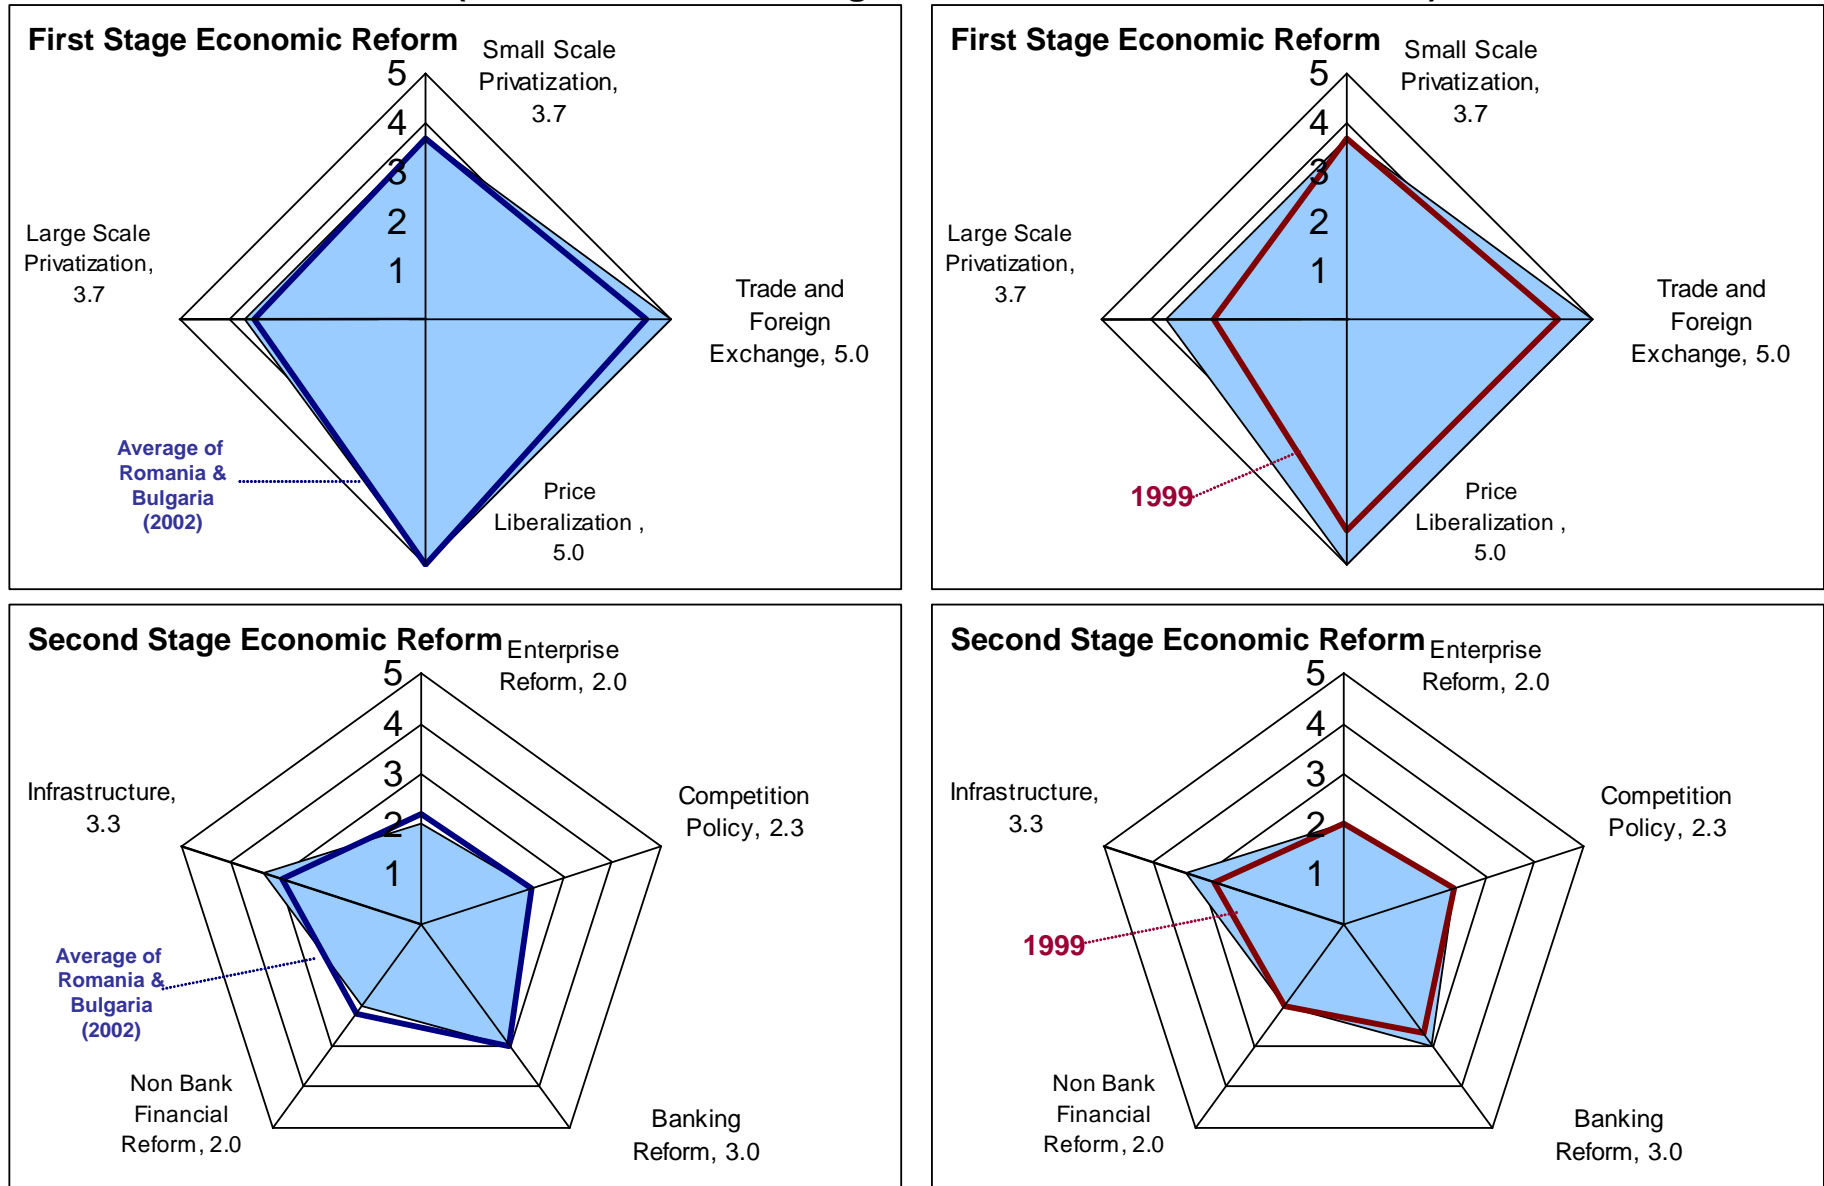 First Stage Economic Reform
Small Scale
Privatization,
3.7
5
4
3
2
1
Large Scale
Privatization,
3.7
Trade and
Foreign
Exchange, 5.0
Average of
Romania &
Bulgaria
(2002)
Price
Liberalization ,
5.0
First Stage Economic Reform
Small Scale
Privatization,
3.7
5
4
3
2
1
Large Scale
Privatization,
3.7
Trade and
Foreign
Exchange, 5.0
1999
Price
Liberalization ,
5.0
Second Stage Economic Reform
Enterprise
Reform, 2.0
5
4
3
2
1
Infrastructure,
3.3
Competition
Policy, 2.3
Average of
Romania &
Bulgaria
(2002)
Non Bank
Financial
Reform, 2.0
Banking
Reform, 3.0
Second Stage Economic Reform
Enterprise
Reform, 2.0
5
4
3
2
1
Infrastructure,
3.3
Competition
Policy, 2.3
1999
Non Bank
Financial
Reform, 2.0
Banking
Reform, 3.0